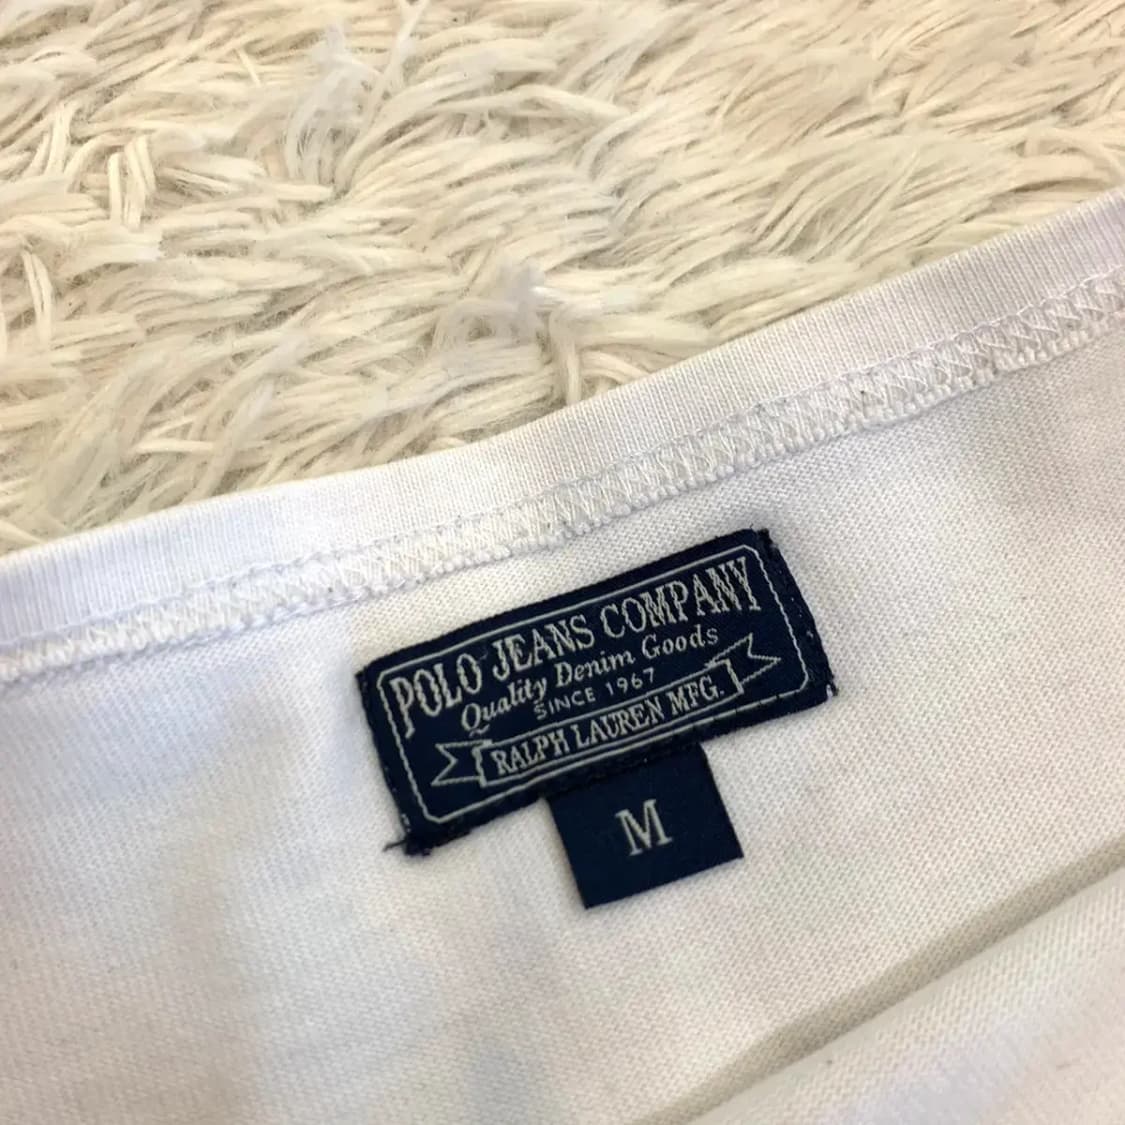 POLO JEANS COMPANY
Quality Denim Goods
SINCE 1967
RALPH LAUREN MFG.
M